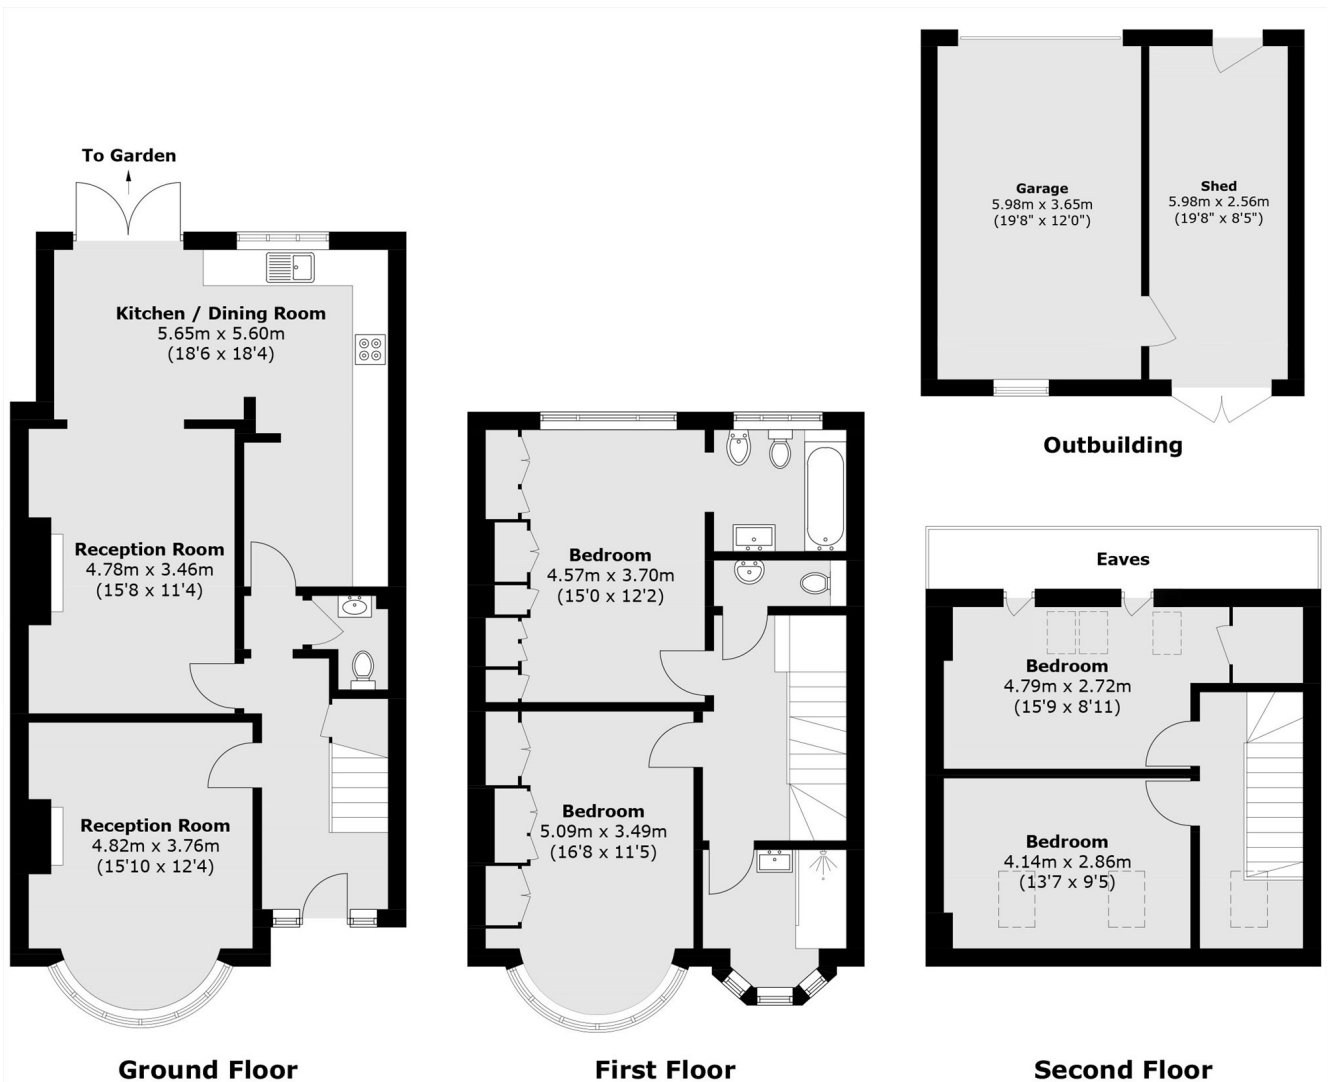 To Garden
Kitchen / Dining Room
5.65m x 5.60m
(18'6 x 18'4)
Reception Room
4.78m x 3.46m
(15'8 x 11'4)
Reception Room
4.82m x 3.76m
(15'10 x 12'4)
Ground Floor
Bedroom
4.57m x 3.70m
(15'0 x 12'2)
Bedroom
5.09m x 3.49m
(16'8 x 11'5)
First Floor
Garage
5.98m x 3.65m
(19'8" x 12'0")
Shed
5.98m x 2.56m
(19'8" x 8'5")
Outbuilding
Eaves
Bedroom
4.79m x 2.72m
(15'9 x 8'11)
Bedroom
4.14m x 2.86m
(13'7 x 9'5)
Second Floor